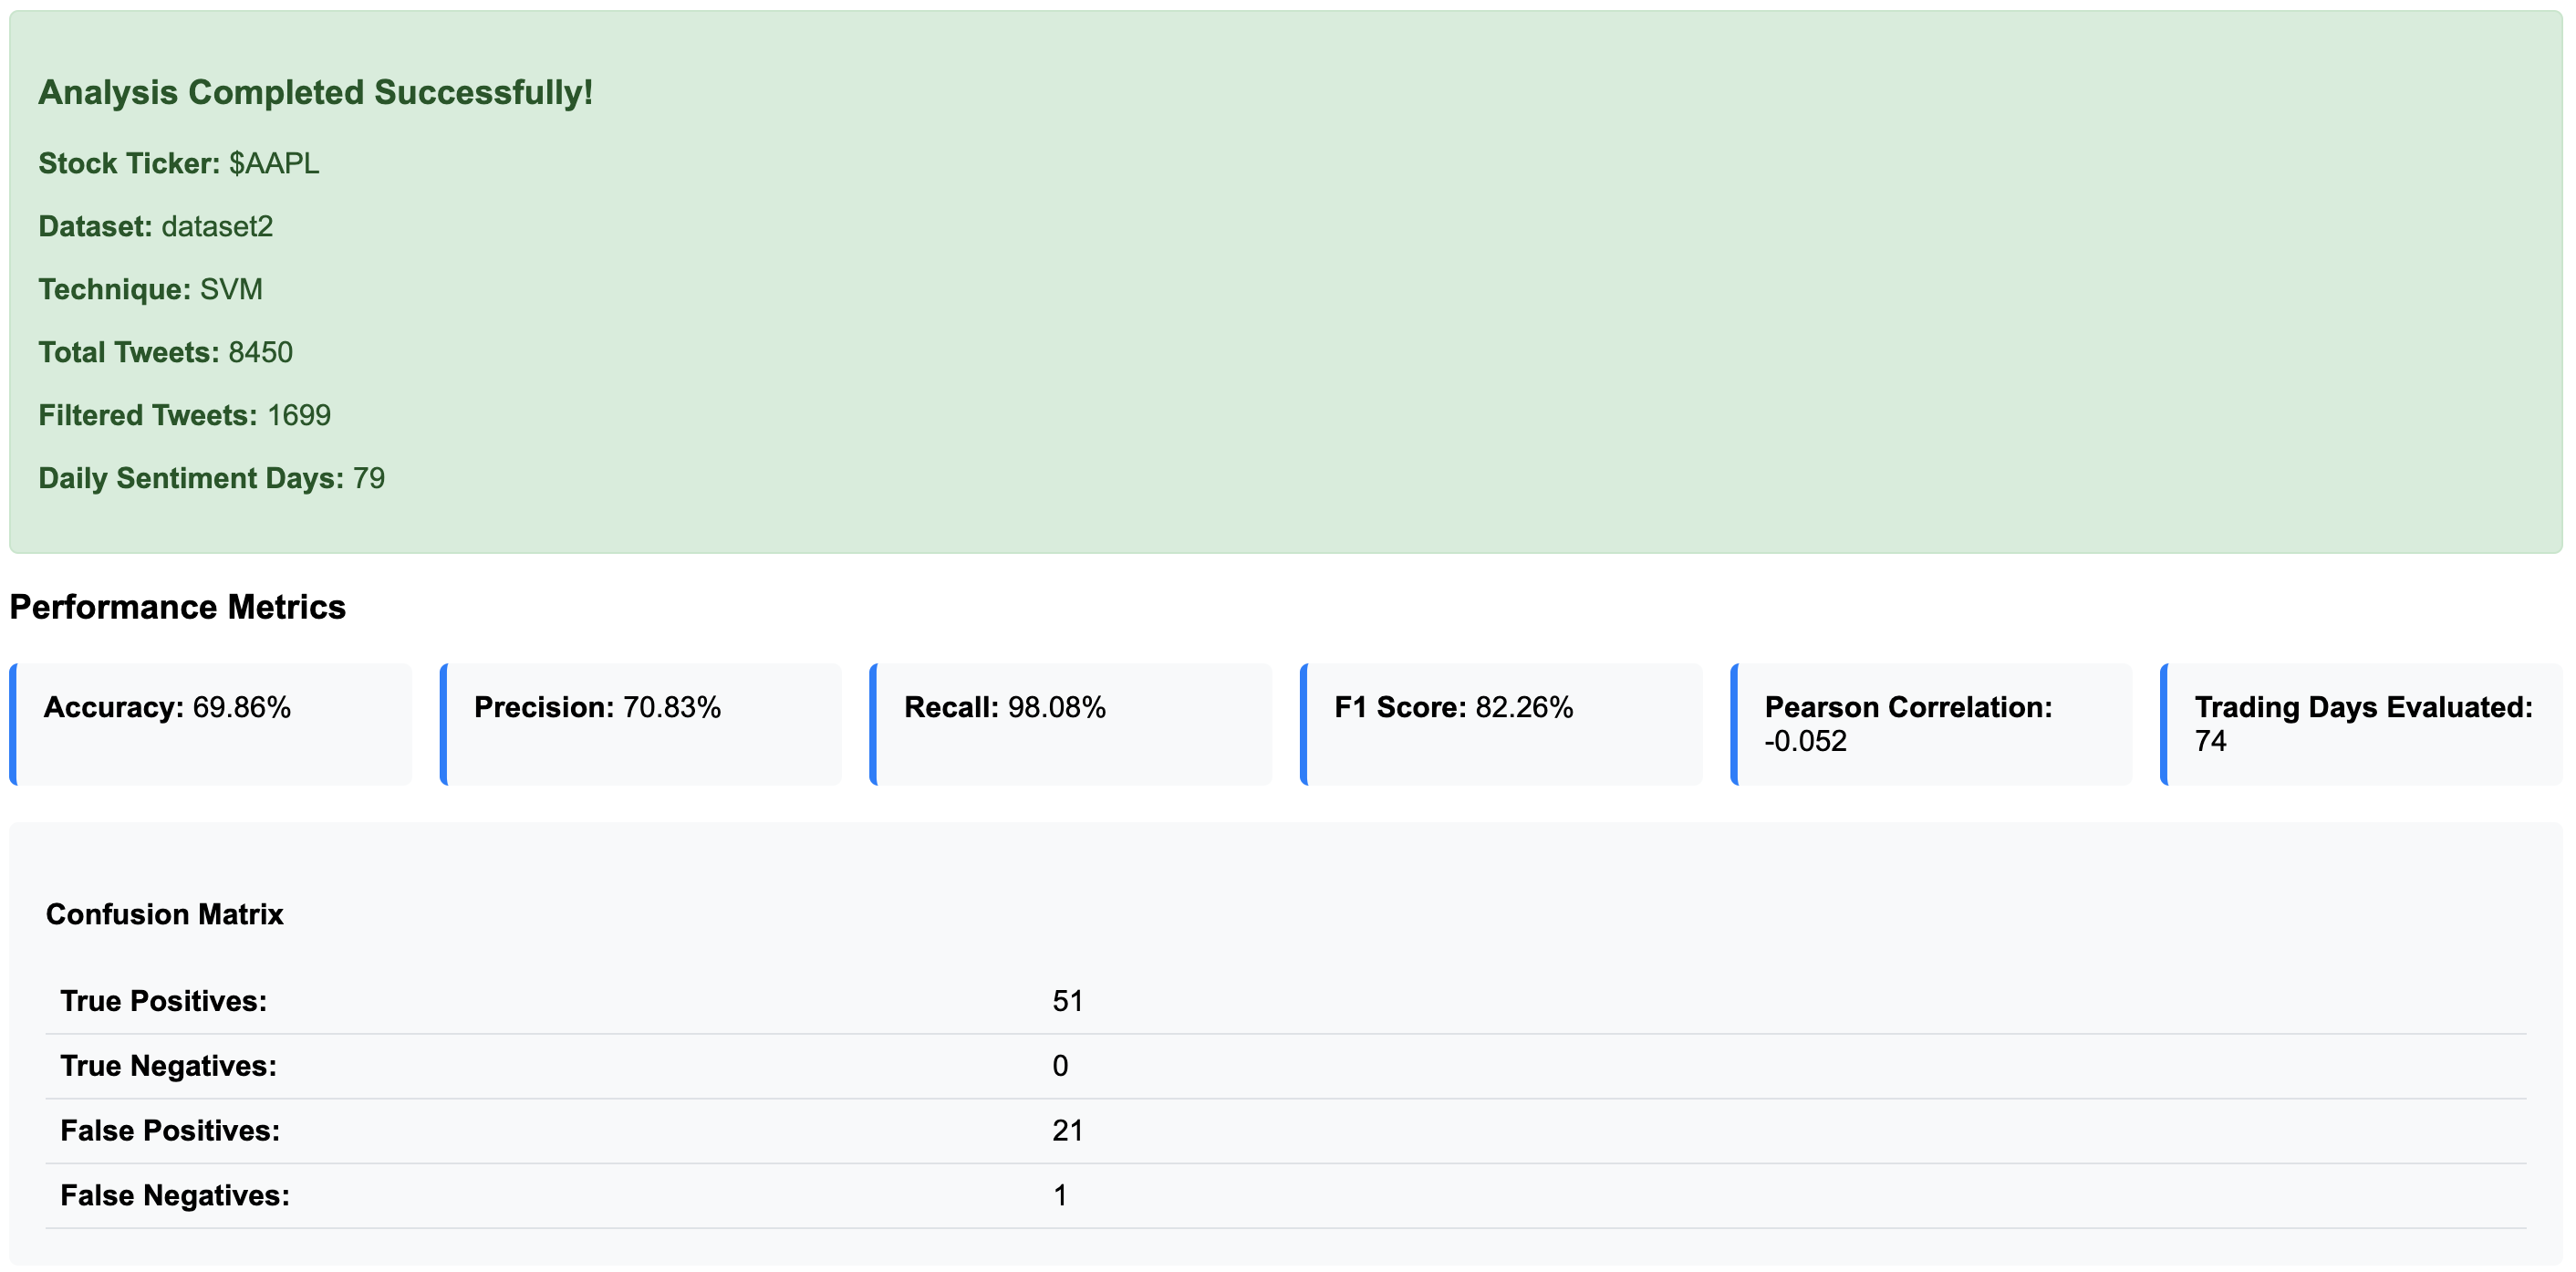 Analysis Completed Successfully!
Stock Ticker: $AAPL
Dataset: dataset2
Technique: SVM
Total Tweets: 8450
Filtered Tweets: 1699
Daily Sentiment Days: 79
Performance Metrics
Accuracy: 69.86%
Precision: 70.83%
Recall: 98.08%
F1 Score: 82.26%
Pearson Correlation:
-0.052
Trading Days Evaluated:
74
Confusion Matrix
True Positives: 51
True Negatives: 0
False Positives: 21
False Negatives: 1